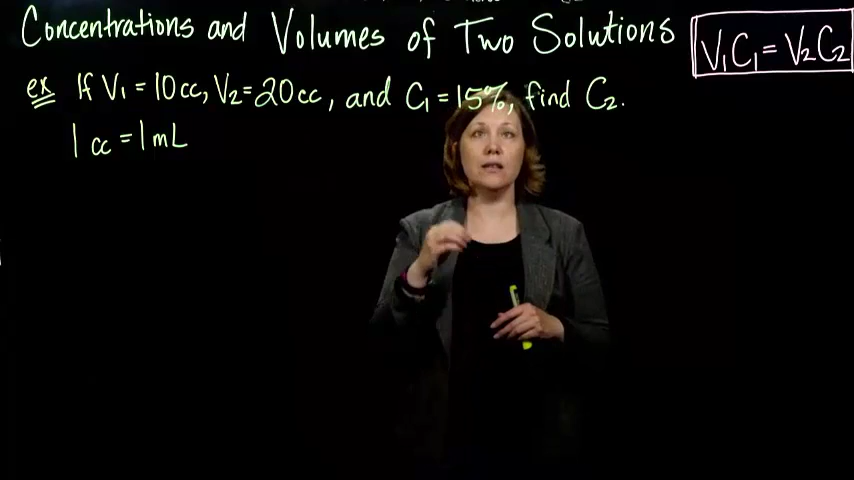 Concentrations and Volumes of Two Solutions
V₁C₁ = V₂C₂
ex If V₁ = 10cc, V₂ = 20cc, and C₁ = 15%, find C₂.
1 cc = 1 mL